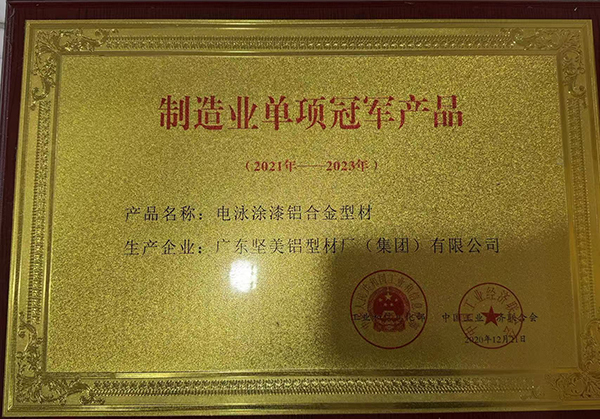 制造业单项冠军产品
（2021年——2023年）
产品名称：电泳涂漆铝合金型材
生产企业：广东坚美铝型材厂（集团）有限公司
中国工业经济联合会
2020年12月21日